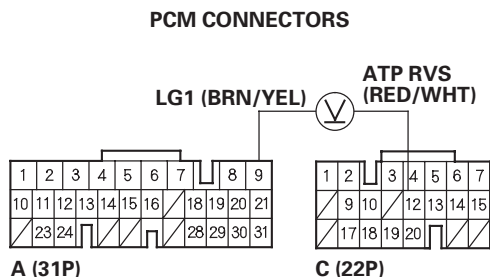 PCM CONNECTORS
ATP RVS
LG1 (BRN/YEL) (RED/WHT)
V
1 2 3 4 5 6 7 8 9
10 11 12 13 14 15 16 18 19 20 21
23 24 28 29 30 31
A (31P)
1 2 3 4 5 6 7
9 10 12 13 14 15
17 18 19 20
C (22P)